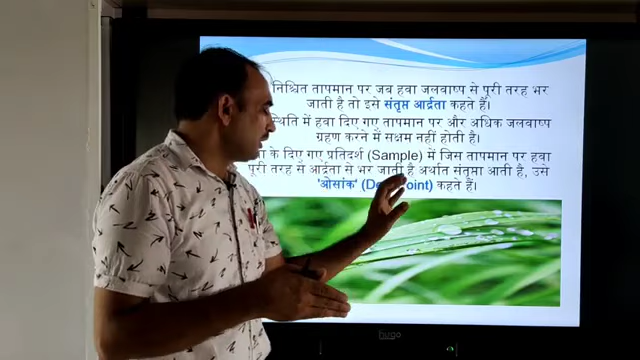 निश्चित तापमान पर जब हवा जलवाष्प से पूरी तरह भर
जाती है तो इसे संतृप्त आर्द्रता कहते हैं।
में हवा दिए गए तापमान पर और अधिक जलवाष्प
ग्रहण करने में सक्षम नहीं होती है।
के दिए गए प्रतिदर्श (Sample) में जिस तापमान पर हवा
पूरी तरह से आर्द्रता से भर जाती है अर्थात संतृप्ता आती है, उसे
'ओसांक' कहते हैं।
hugo